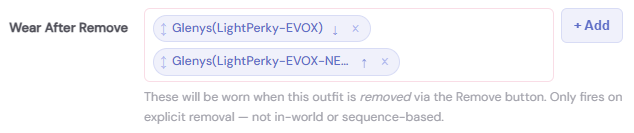 Wear After Remove
↕ Glenys(LightPerky-EVOX) ↓ x
+ Add
↕ Glenys(LightPerky-EVOX-NE... ↑ x
These will be worn when this outfit is removed via the Remove button. Only fires on
explicit removal — not in-world or sequence-based.